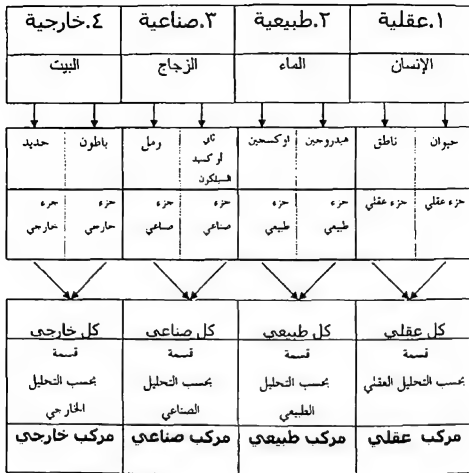 ١.عقلية ٢.طبيعية ٣.صناعية ٤.خارجية
الإنسان الماء الزجاج البيت
حيوان ناطق هيدروجين اوكسجين ثاني أوكسيد السيلكون رمل باطون حديد
جزء عقلي جزء عقلي جزء طبيعي جزء طبيعي جزء صناعي جزء صناعي جزء خارجي جزء خارجي
كل عقلي كل طبيعي كل صناعي كل خارجي
قسمة قسمة قسمة قسمة
بحسب التحليل العقلي بحسب التحليل الطبيعي بحسب التحليل الصناعي بحسب التحليل الخارجي
مركب عقلي مركب طبيعي مركب صناعي مركب خارجي